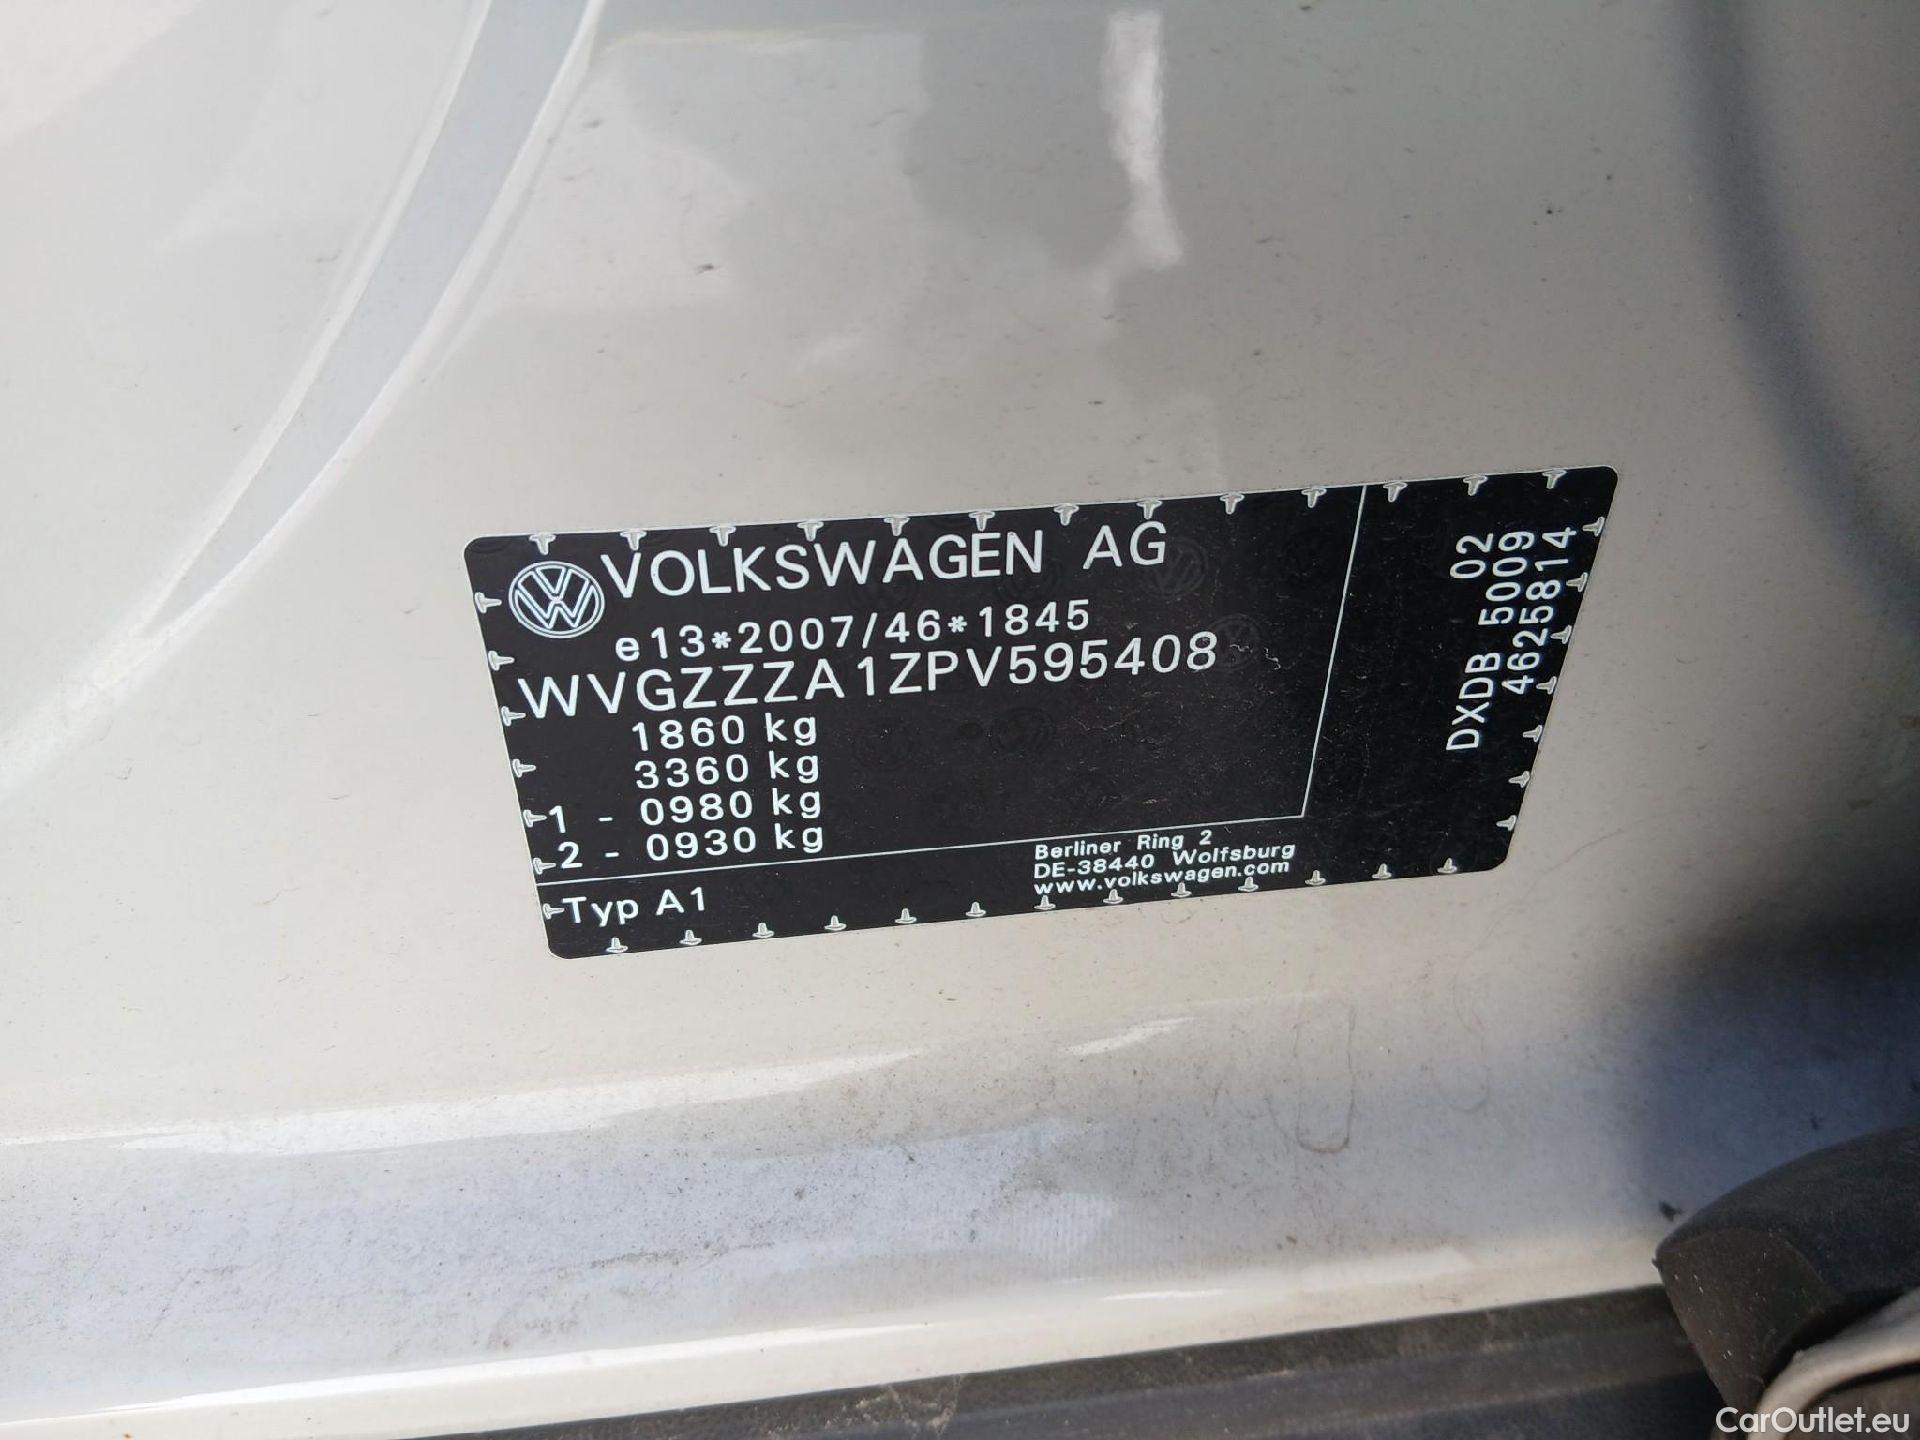 VOLKSWAGEN AG
e13*2007/46*1845
WVGZZZA1ZPV595408
1860 kg
3360 kg
1 - 0980 kg
2 - 0930 kg
Typ A1
Berliner Ring 2
DE-38440 Wolfsburg
www.volkswagen.com
DXDB 5009 02
4625814
CarOutlet.eu